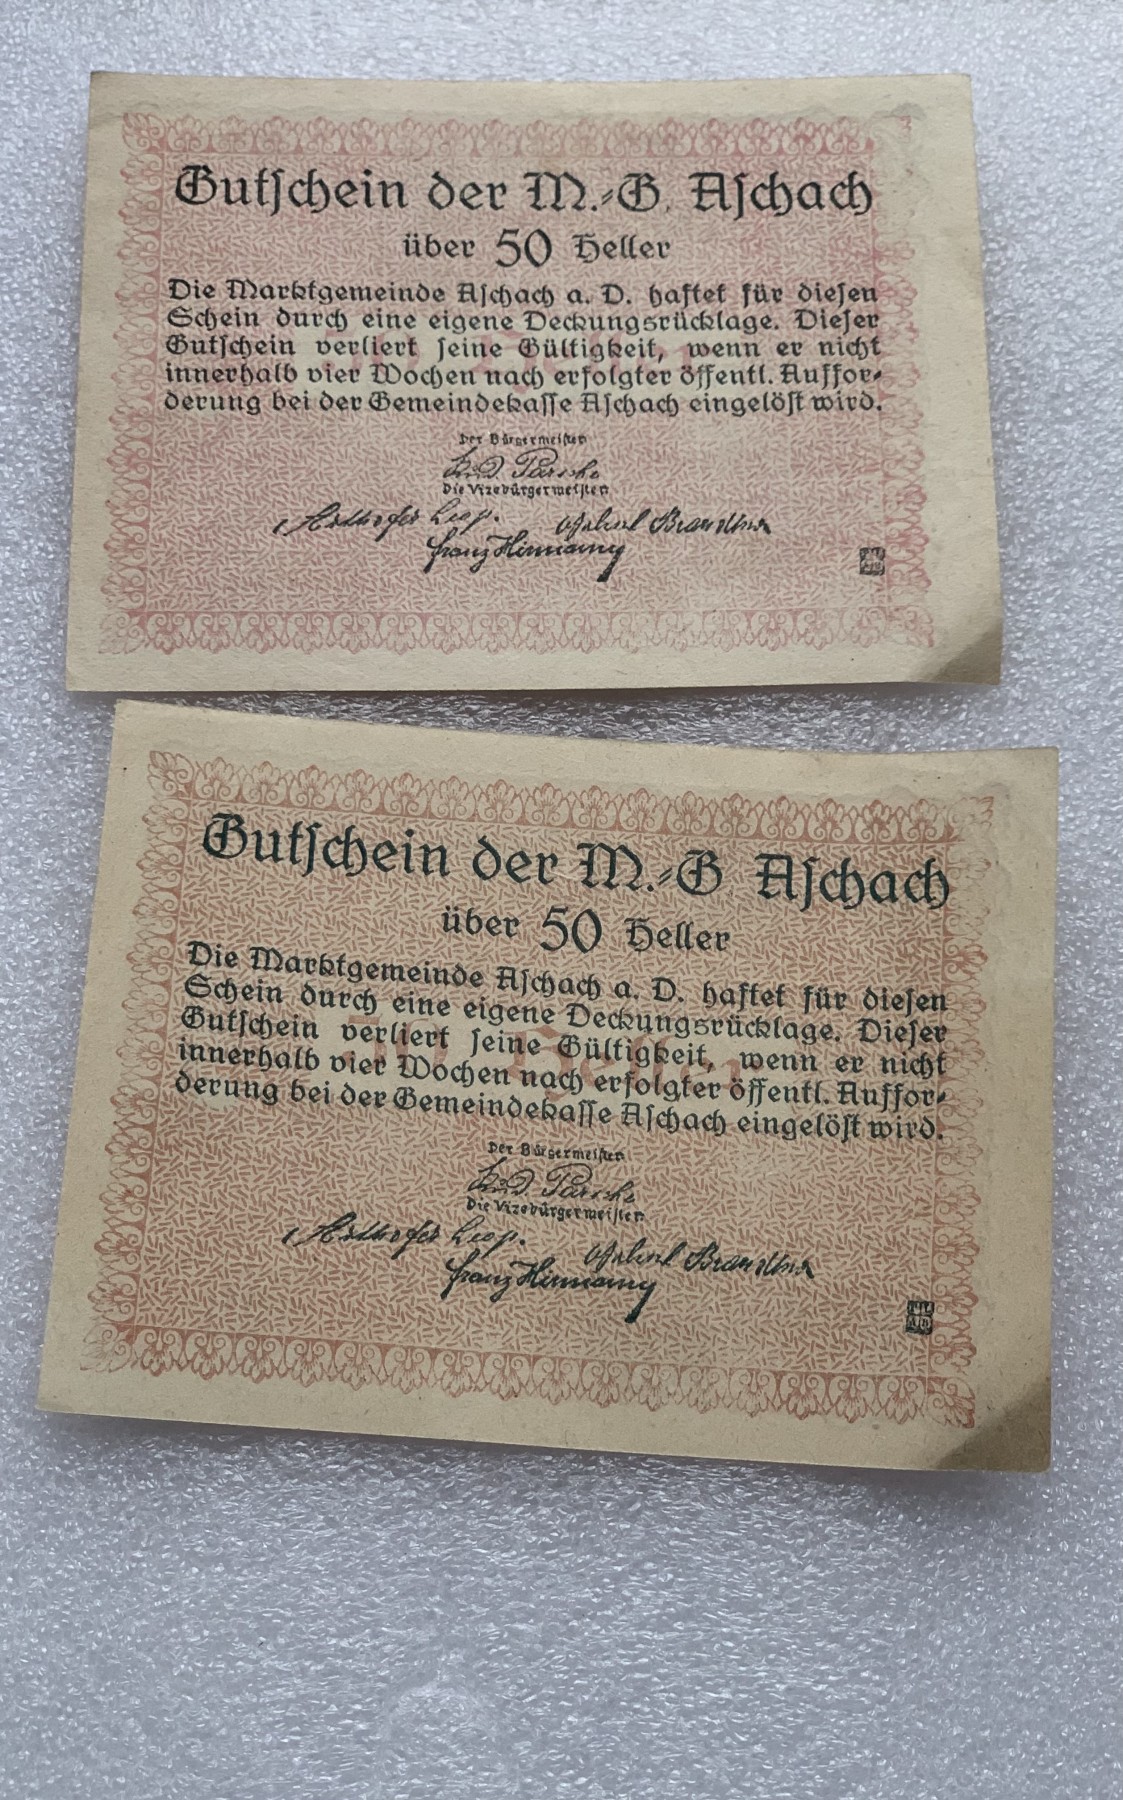 Gutschein der M.-G. Aschach
über 50 Heller
Die Marktgemeinde Aschach a. D. haftet für diesen
Schein durch eine eigene Deckungsrücklage. Dieser
Gutschein verliert seine Gültigkeit, wenn er nicht
innerhalb vier Wochen nach erfolgter öffentl. Auffor-
derung bei der Gemeindekasse Aschach eingelöst wird.
Der Bürgermeister
Die Vizebürgermeister
Leop.
Franz
Gutschein der M.-G. Aschach
über 50 Heller
Die Marktgemeinde Aschach a. D. haftet für diesen
Schein durch eine eigene Deckungsrücklage. Dieser
Gutschein verliert seine Gültigkeit, wenn er nicht
innerhalb vier Wochen nach erfolgter öffentl. Auffor-
derung bei der Gemeindekasse Aschach eingelöst wird.
Der Bürgermeister
Die Vizebürgermeister
Leop.
Franz